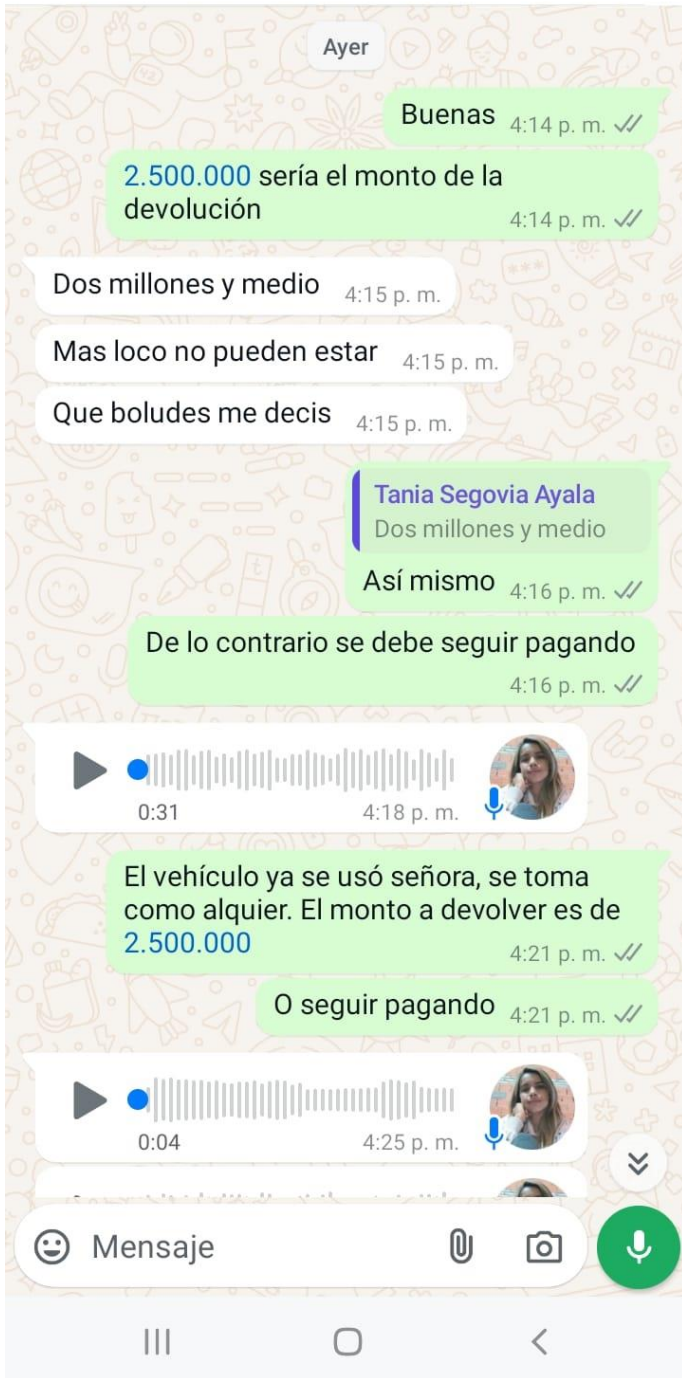 Ayer
Buenas 4:14 p. m.
2.500.000 sería el monto de la
devolución 4:14 p. m.
Dos millones y medio 4:15 p. m.
Mas loco no pueden estar 4:15 p. m.
Que boludes me decis 4:15 p. m.
Tania Segovia Ayala
Dos millones y medio
Así mismo 4:16 p. m.
De lo contrario se debe seguir pagando
4:16 p. m.
0:31 4:18 p. m.
El vehículo ya se usó señora, se toma
como alquier. El monto a devolver es de
2.500.000 4:21 p. m.
O seguir pagando 4:21 p. m.
0:04 4:25 p. m.
Mensaje